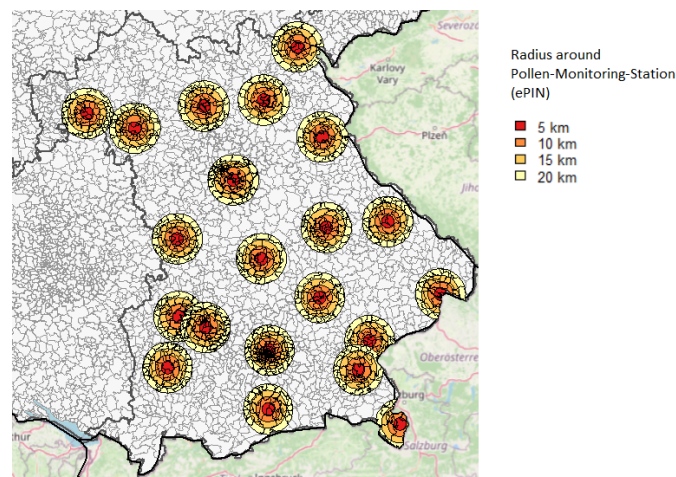 Severoz
Karlovy
Vary
Plzeň
Jiho
Oberöster
burg
Salzburg
thur
Radius around
Pollen-Monitoring-Station
(ePIN)
5 km
10 km
15 km
20 km